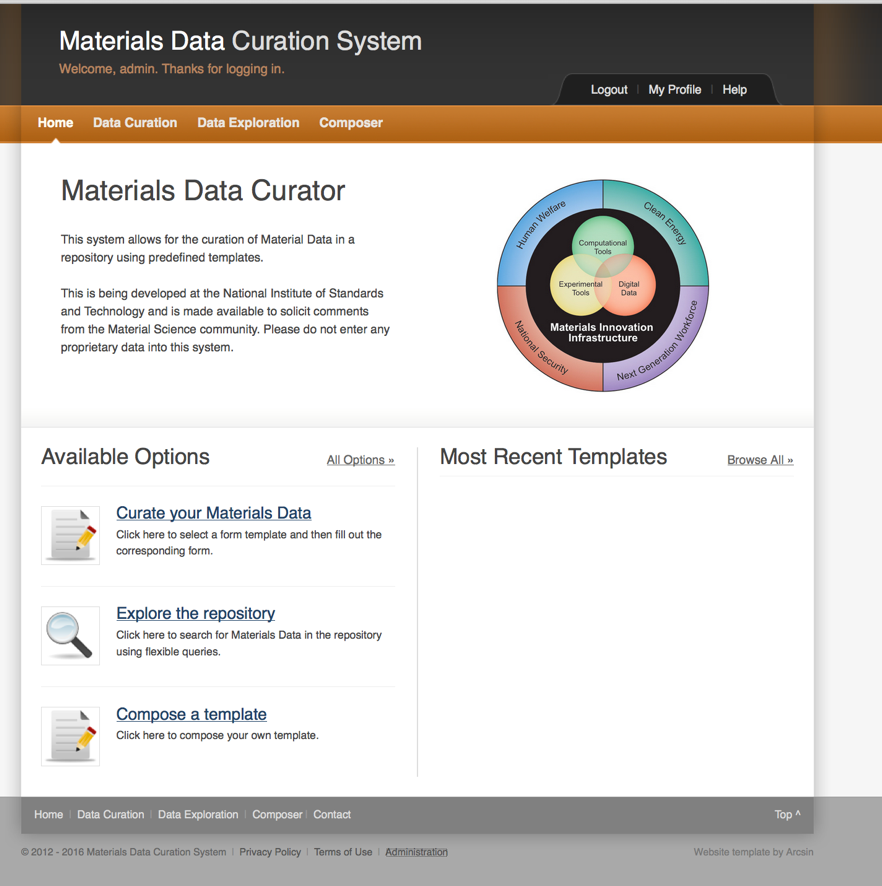 Materials Data Curation System
Welcome, admin. Thanks for logging in.
Logout | My Profile | Help
Home Data Curation Data Exploration Composer
Materials Data Curator
This system allows for the curation of Material Data in a
repository using predefined templates.
This is being developed at the National Institute of Standards
and Technology and is made available to solicit comments
from the Material Science community. Please do not enter any
proprietary data into this system.
Human Welfare
Clean Energy
Computational
Tools
Experimental
Tools
Digital
Data
Materials Innovation
Infrastructure
National Security
Next Generation Workforce
Available Options
All Options »
Curate your Materials Data
Click here to select a form template and then fill out the
corresponding form.
Explore the repository
Click here to search for Materials Data in the repository
using flexible queries.
Compose a template
Click here to compose your own template.
Most Recent Templates
Browse All »
Home | Data Curation | Data Exploration | Composer | Contact
Top ^
© 2012 - 2016 Materials Data Curation System | Privacy Policy | Terms of Use | Administration
Website template by Arcsin